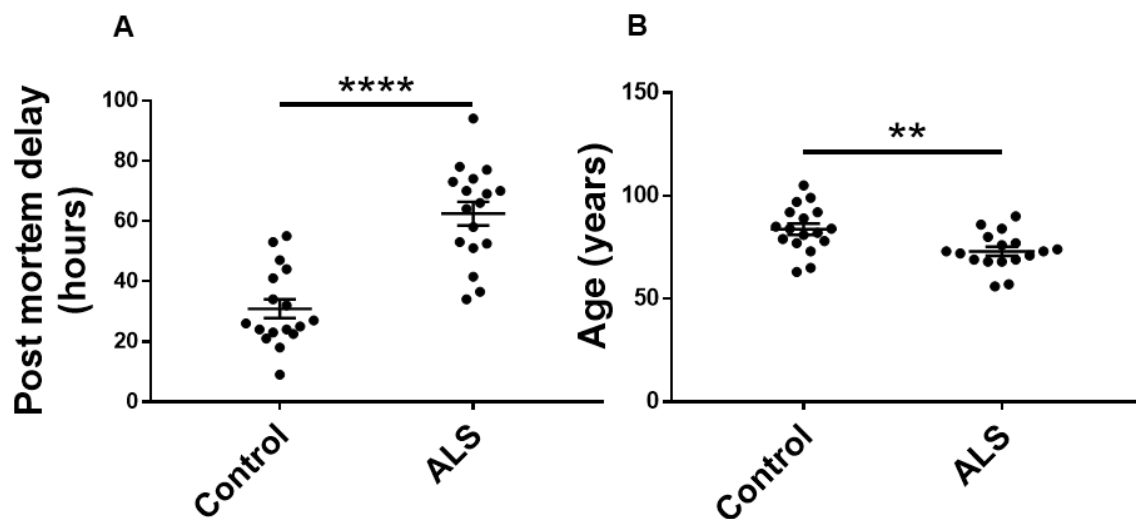 A
Post mortem delay
(hours)
****
100
80
60
40
20
0
Control
ALS
B
Age (years)
**
150
100
50
0
Control
ALS